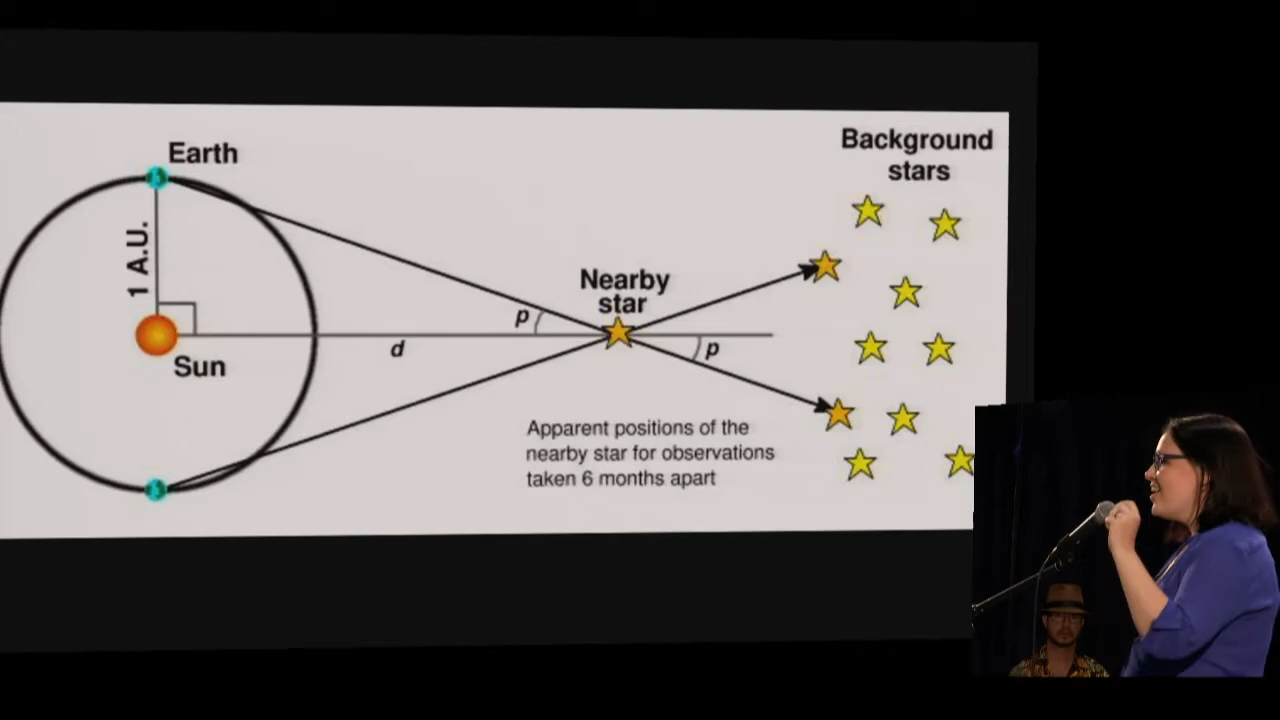 Earth
Background
stars
1 A.U.
Nearby
star
p
d
p
Sun
Apparent positions of the
nearby star for observations
taken 6 months apart